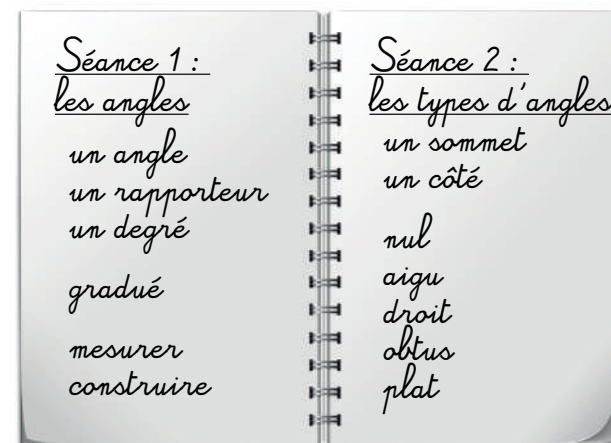 Séance 1 :
les angles
un angle
un rapporteur
un degré
gradué
mesurer
construire
Séance 2 :
les types d'angles
un sommet
un côté
nul
aigu
droit
obtus
plat